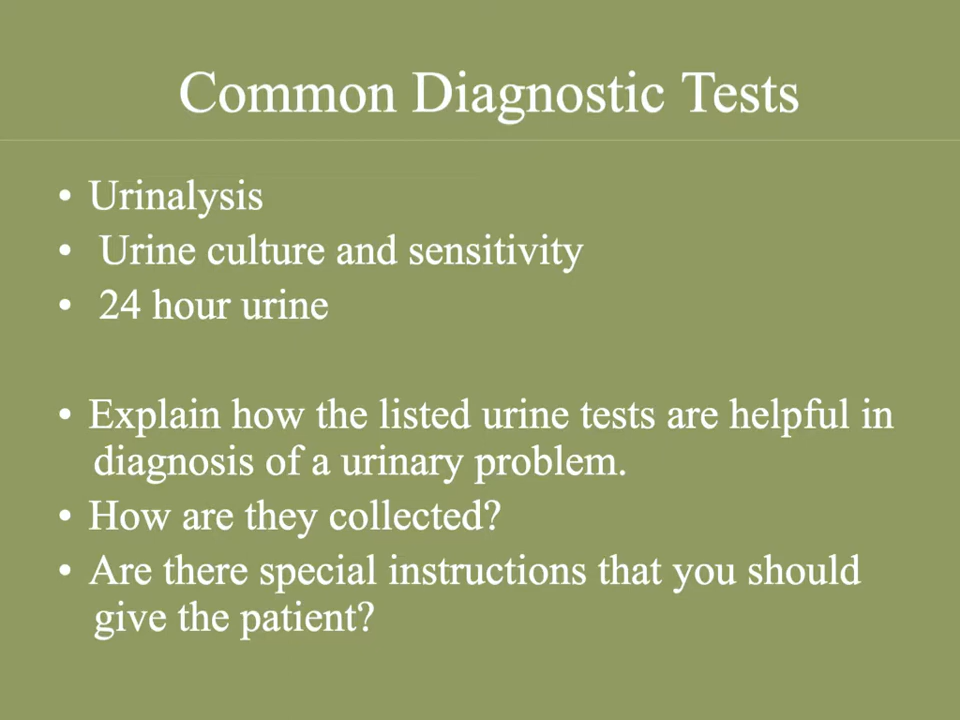 Common Diagnostic Tests
• Urinalysis
• Urine culture and sensitivity
• 24 hour urine
• Explain how the listed urine tests are helpful in
diagnosis of a urinary problem.
• How are they collected?
• Are there special instructions that you should
give the patient?